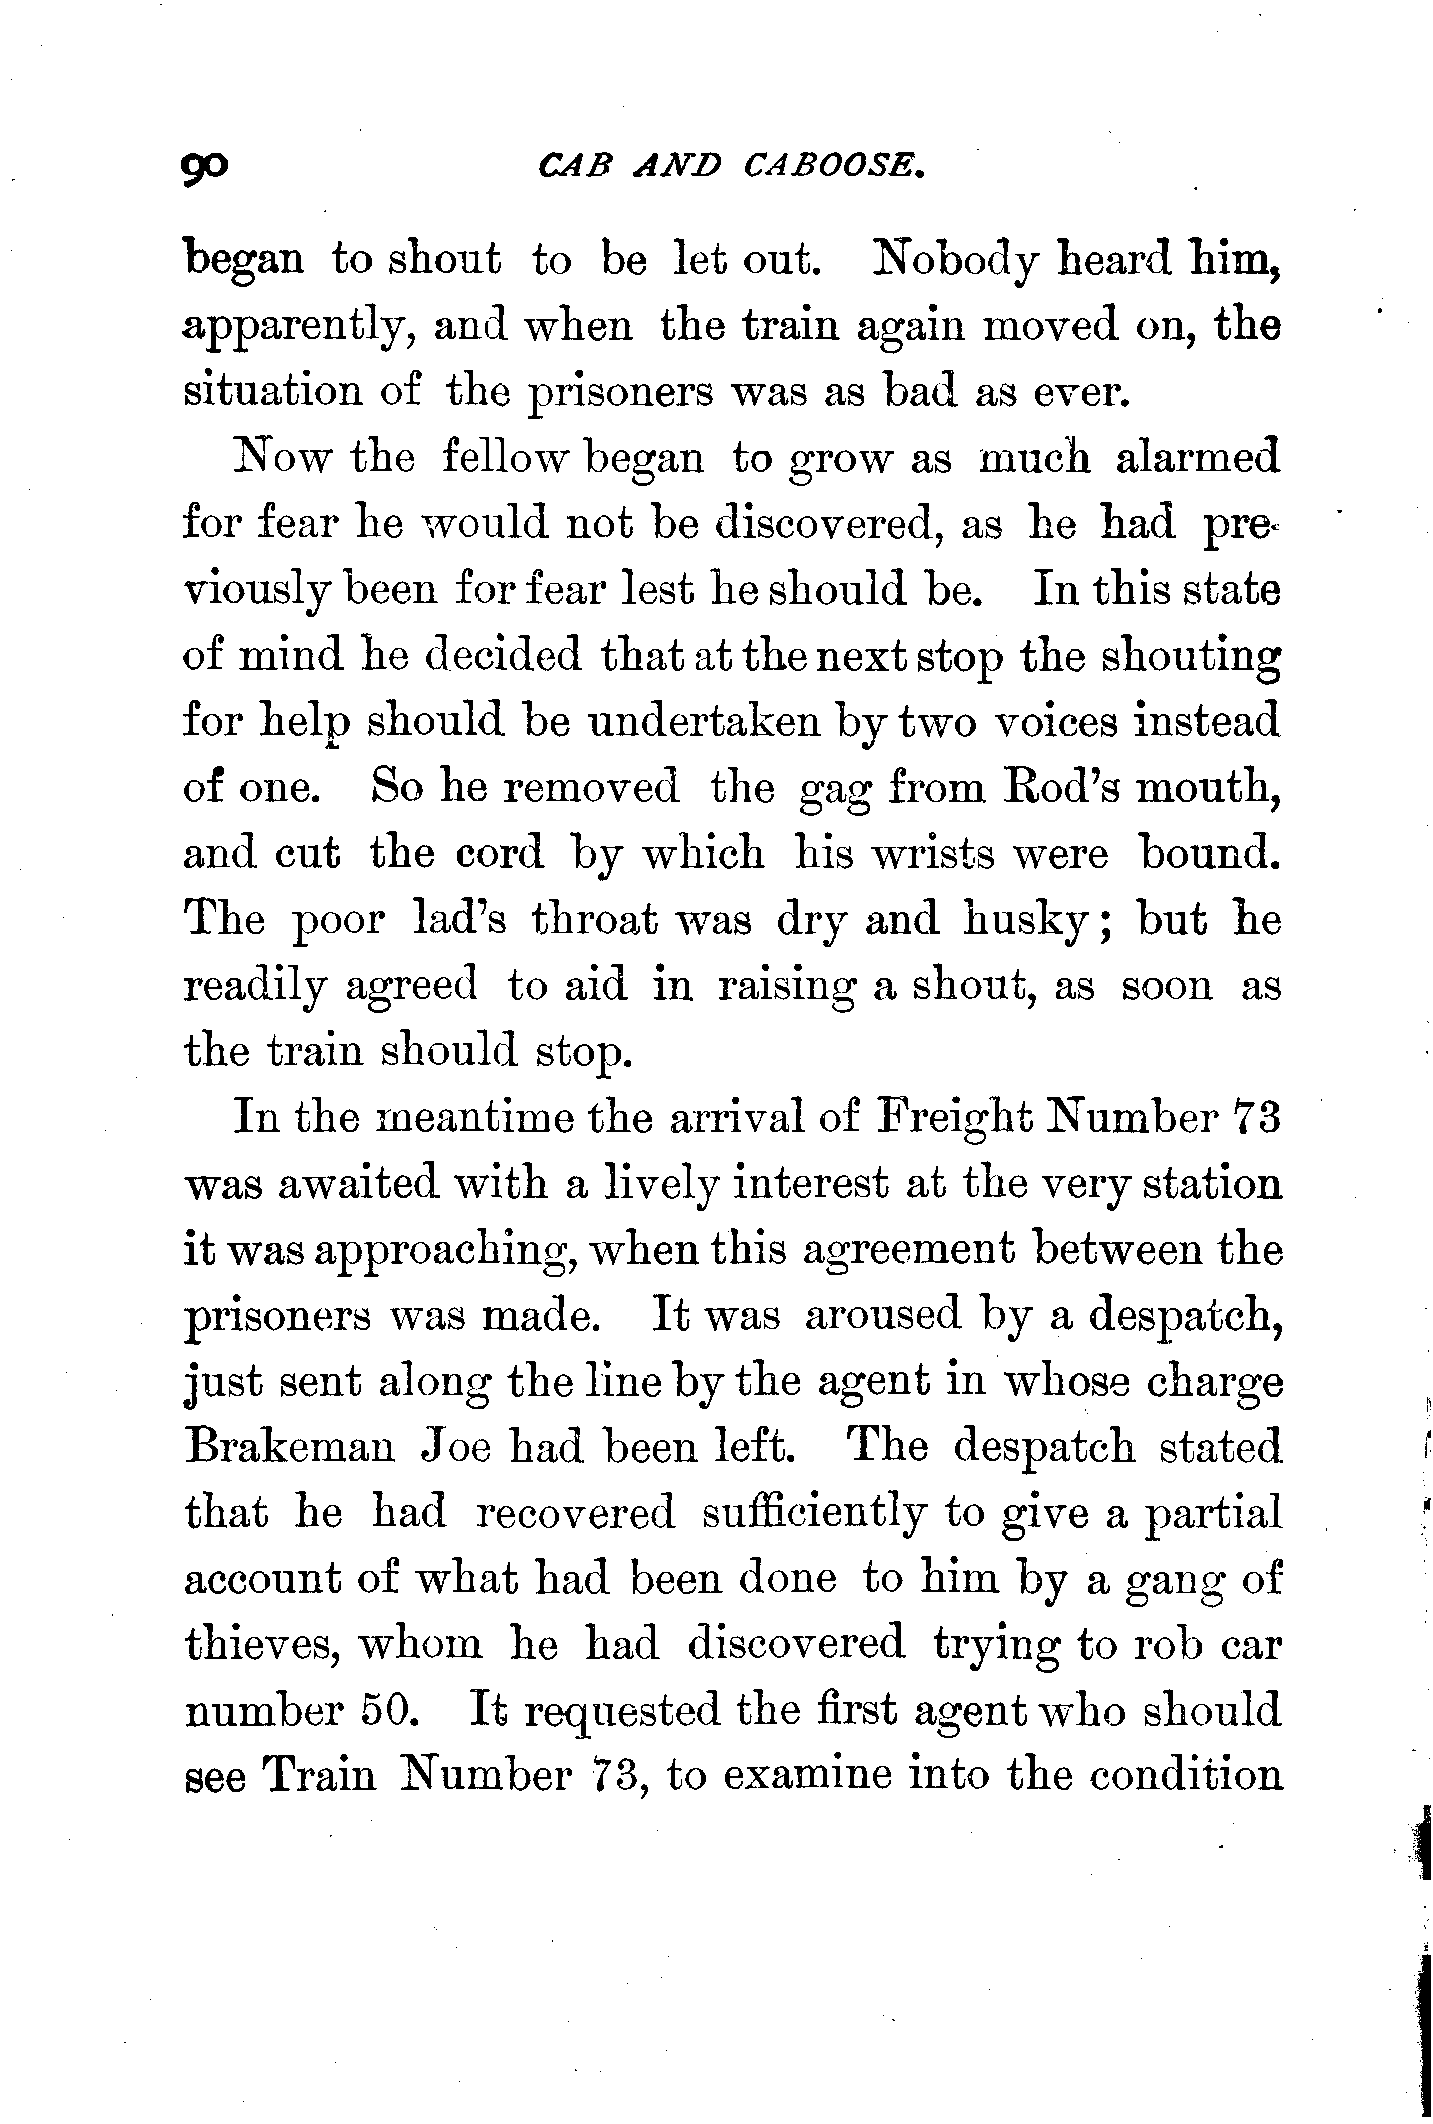 90 CAB AND CABOOSE.
began to shout to be let out. Nobody heard him,
apparently, and when the train again moved on, the
situation of the prisoners was as bad as ever.
Now the fellow began to grow as much alarmed
for fear he would not be discovered, as he had pre-
viously been for fear lest he should be. In this state
of mind he decided that at the next stop the shouting
for help should be undertaken by two voices instead
of one. So he removed the gag from Rod's mouth,
and cut the cord by which his wrists were bound.
The poor lad's throat was dry and husky; but he
readily agreed to aid in raising a shout, as soon as
the train should stop.
In the meantime the arrival of Freight Number 73
was awaited with a lively interest at the very station
it was approaching, when this agreement between the
prisoners was made. It was aroused by a despatch,
just sent along the line by the agent in whose charge
Brakeman Joe had been left. The despatch stated
that he had recovered sufficiently to give a partial
account of what had been done to him by a gang of
thieves, whom he had discovered trying to rob car
number 50. It requested the first agent who should
see Train Number 73, to examine into the condition